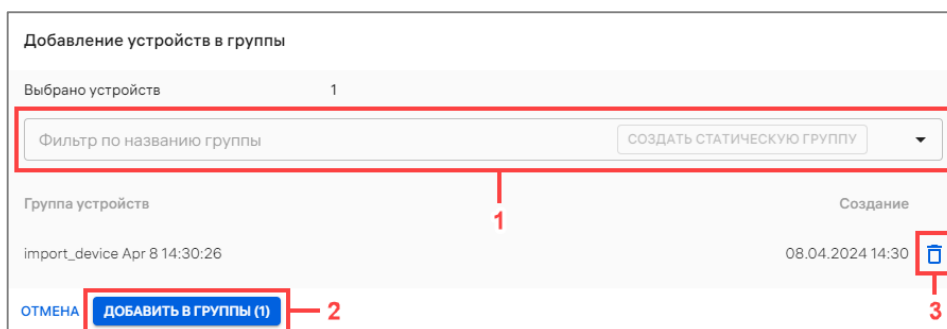 Добавление устройств в группы
Выбрано устройств 1
Фильтр по названию группы СОЗДАТЬ СТАТИЧЕСКУЮ ГРУППУ
1
Группа устройств Создание
import_device Apr 8 14:30:26 08.04.2024 14:30
ОТМЕНА ДОБАВИТЬ В ГРУППЫ (1) 2 3